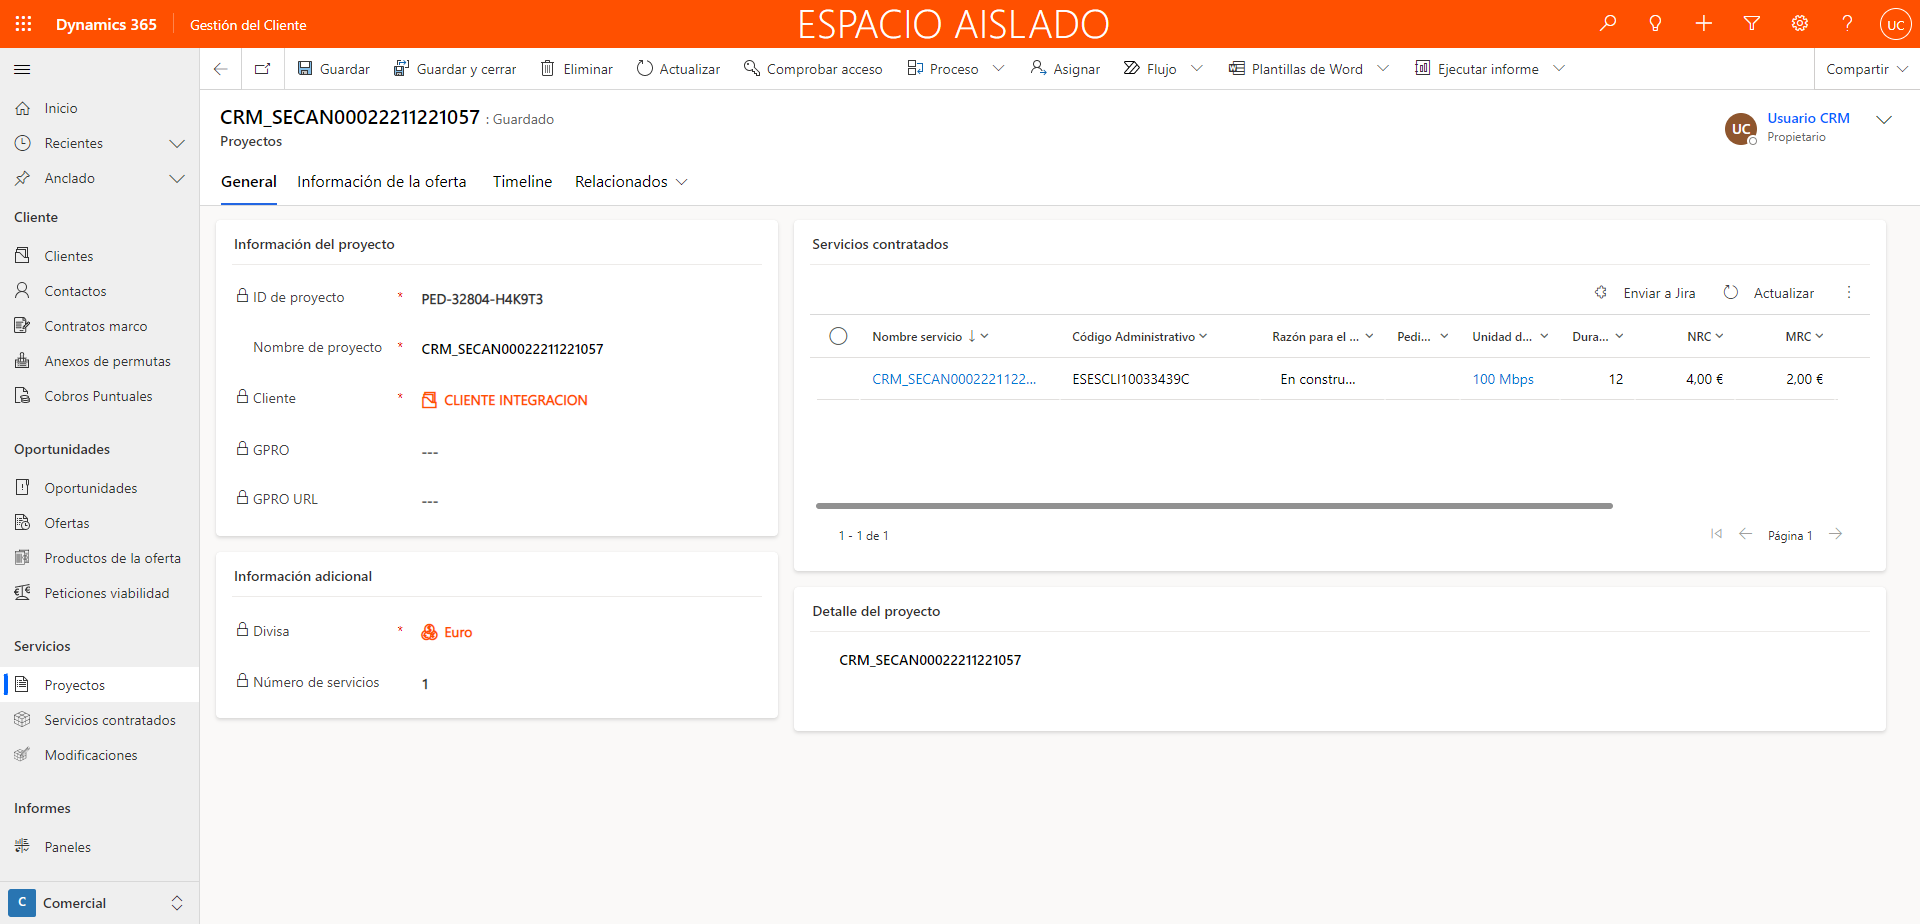 Dynamics 365
Gestión del Cliente
ESPACIO AISLADO
UC
Guardar
Guardar y cerrar
Eliminar
Actualizar
Comprobar acceso
Proceso
Asignar
Flujo
Plantillas de Word
Ejecutar informe
Compartir
Inicio
Recientes
Anclado
Cliente
Clientes
Contactos
Contratos marco
Anexos de permutas
Cobros Puntuales
Oportunidades
Oportunidades
Ofertas
Productos de la oferta
Peticiones viabilidad
Servicios
Proyectos
Servicios contratados
Modificaciones
Informes
Paneles
C Comercial
CRM_SECAN00022211221057 : Guardado
Proyectos
UC
Usuario CRM
Propietario
General
Información de la oferta
Timeline
Relacionados
Información del proyecto
ID de proyecto * PED-32804-H4K9T3
Nombre de proyecto * CRM_SECAN00022211221057
Cliente * CLIENTE INTEGRACION
GPRO ---
GPRO URL ---
Información adicional
Divisa * Euro
Número de servicios 1
Servicios contratados
Enviar a Jira
Actualizar
Nombre servicio ↓ Código Administrativo Razón para el ... Pedi... Unidad d... Dura... NRC MRC
CRM_SECAN0002221122... ESESCLI10033439C En constru... 100 Mbps 12 4,00 € 2,00 €
1 - 1 de 1
Página 1
Detalle del proyecto
CRM_SECAN00022211221057